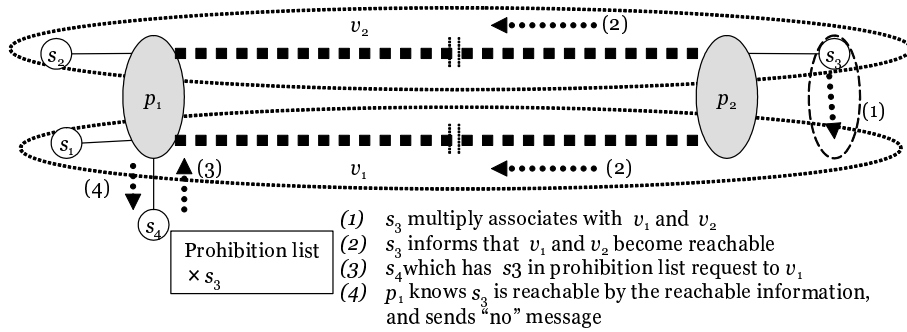 v₂
(2)
s₂
s₃
p₁
p₂
(1)
s₁
(4)
(3)
v₁
(2)
s₄
Prohibition list
× s₃
(1) s₃ multiply associates with v₁ and v₂
(2) s₃ informs that v₁ and v₂ become reachable
(3) s₄ which has s3 in prohibition list request to v₁
(4) p₁ knows s₃ is reachable by the reachable information,
and sends “no” message